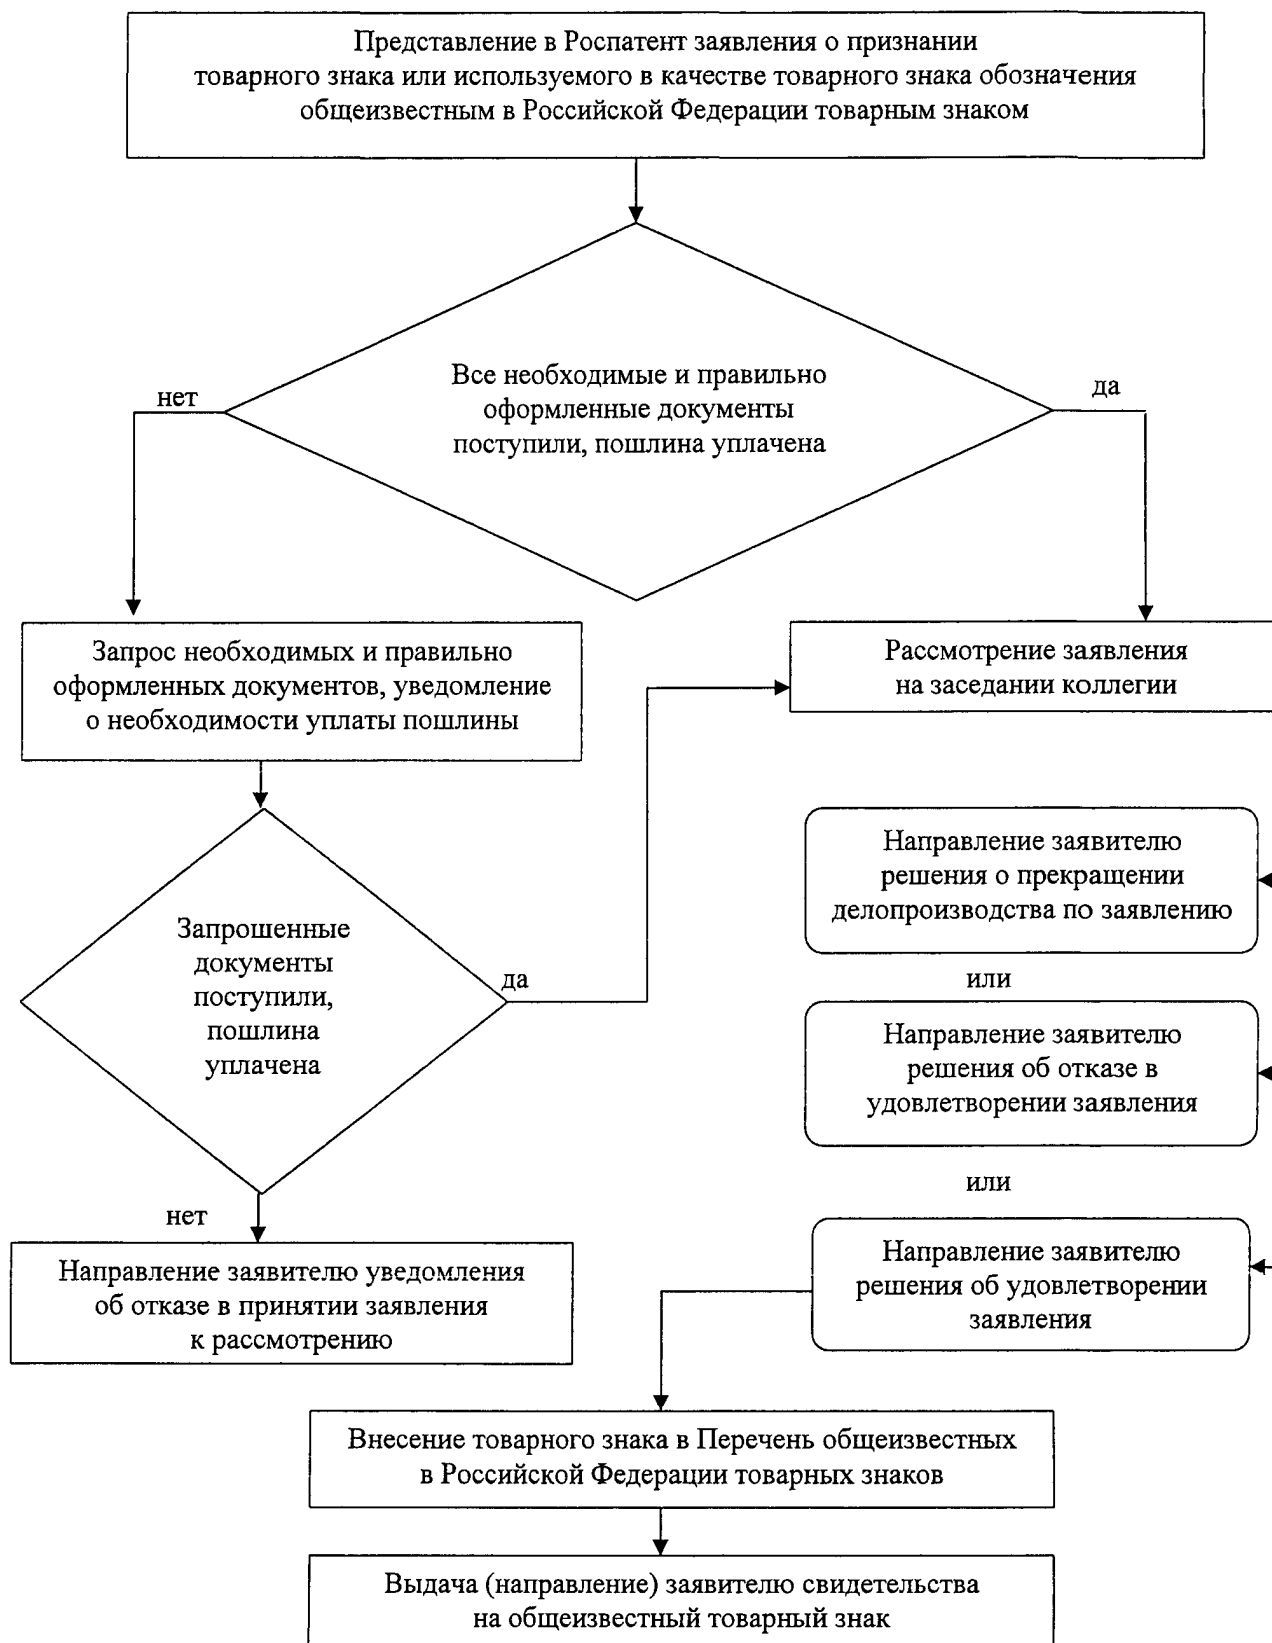 Представление в Роспатент заявления о признании
товарного знака или используемого в качестве товарного знака обозначения
общеизвестным в Российской Федерации товарным знаком
Все необходимые и правильно
оформленные документы
поступили, пошлина уплачена
нет
да
Запрос необходимых и правильно
оформленных документов, уведомление
о необходимости уплаты пошлины
Рассмотрение заявления
на заседании коллегии
Запрошенные
документы
поступили,
пошлина
уплачена
да
нет
Направление заявителю
решения о прекращении
делопроизводства по заявлению
или
Направление заявителю
решения об отказе в
удовлетворении заявления
или
Направление заявителю
решения об удовлетворении
заявления
Направление заявителю уведомления
об отказе в принятии заявления
к рассмотрению
Внесение товарного знака в Перечень общеизвестных
в Российской Федерации товарных знаков
Выдача (направление) заявителю свидетельства
на общеизвестный товарный знак